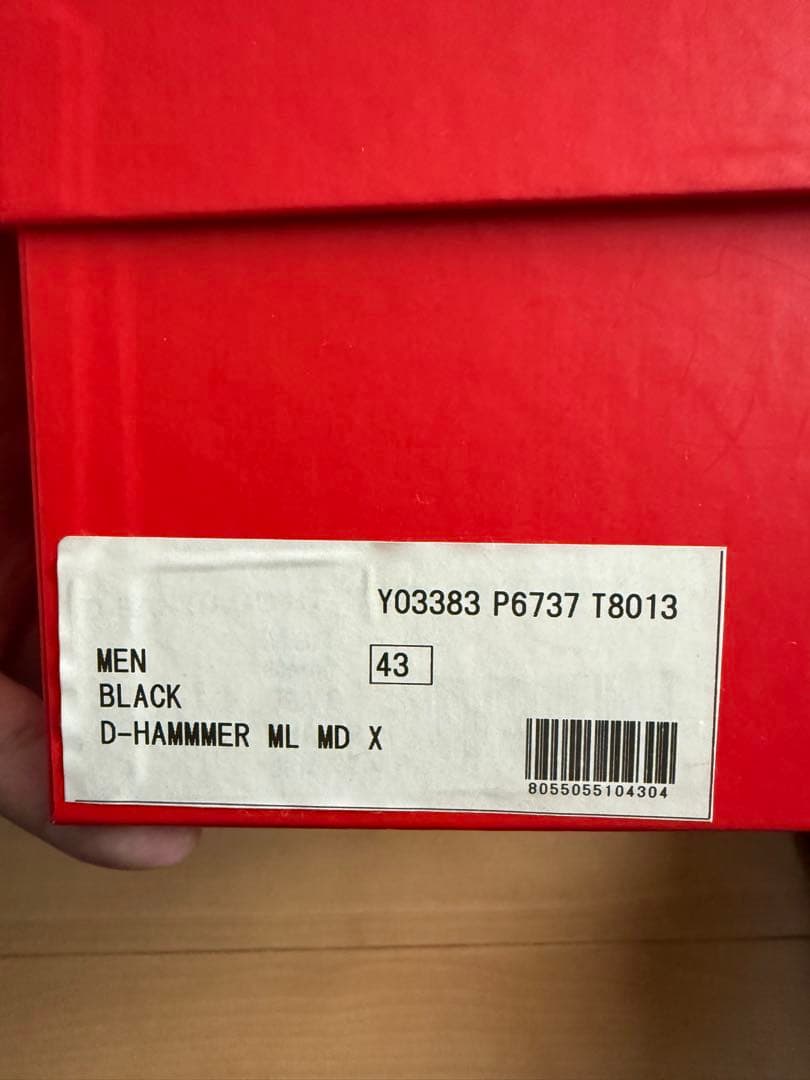 Y03383 P6737 T8013
MEN
43
BLACK
D-HAMMMER ML MD X
8055055104304